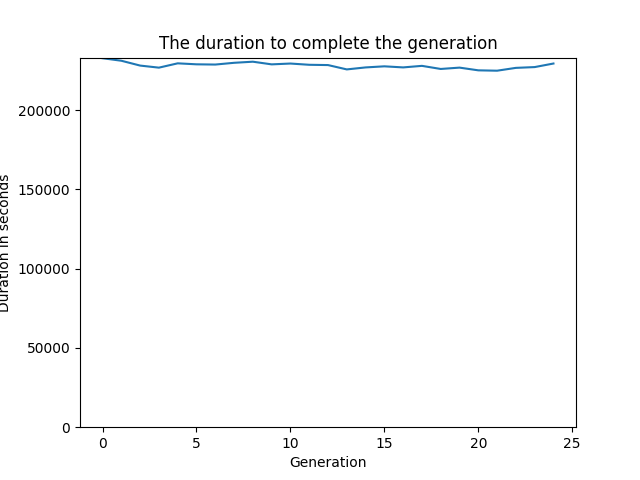 The duration to complete the generation
200000
150000
100000
50000
0
Duration in seconds
0 5 10 15 20 25
Generation